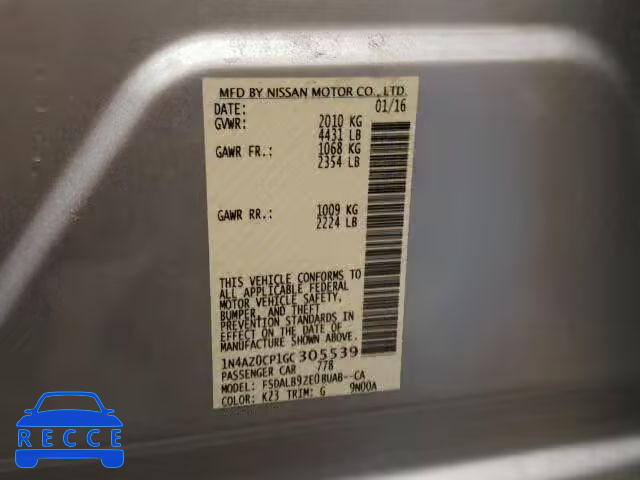 MFD BY NISSAN MOTOR CO., LTD.
DATE: 01/16
GVWR: 2010 KG
4431 LB
GAWR FR.: 1068 KG
2354 LB
GAWR RR.: 1009 KG
2224 LB
THIS VEHICLE CONFORMS TO
ALL APPLICABLE FEDERAL
MOTOR VEHICLE SAFETY,
BUMPER, AND THEFT
PREVENTION STANDARDS IN
EFFECT ON THE DATE OF
MANUFACTURE SHOWN ABOVE.
1N4AZ0CP1GC305539
PASSENGER CAR 778
MODEL: FSDALB92E0BUAB--CA
COLOR: K23 TRIM: G 9N00A
RECCE